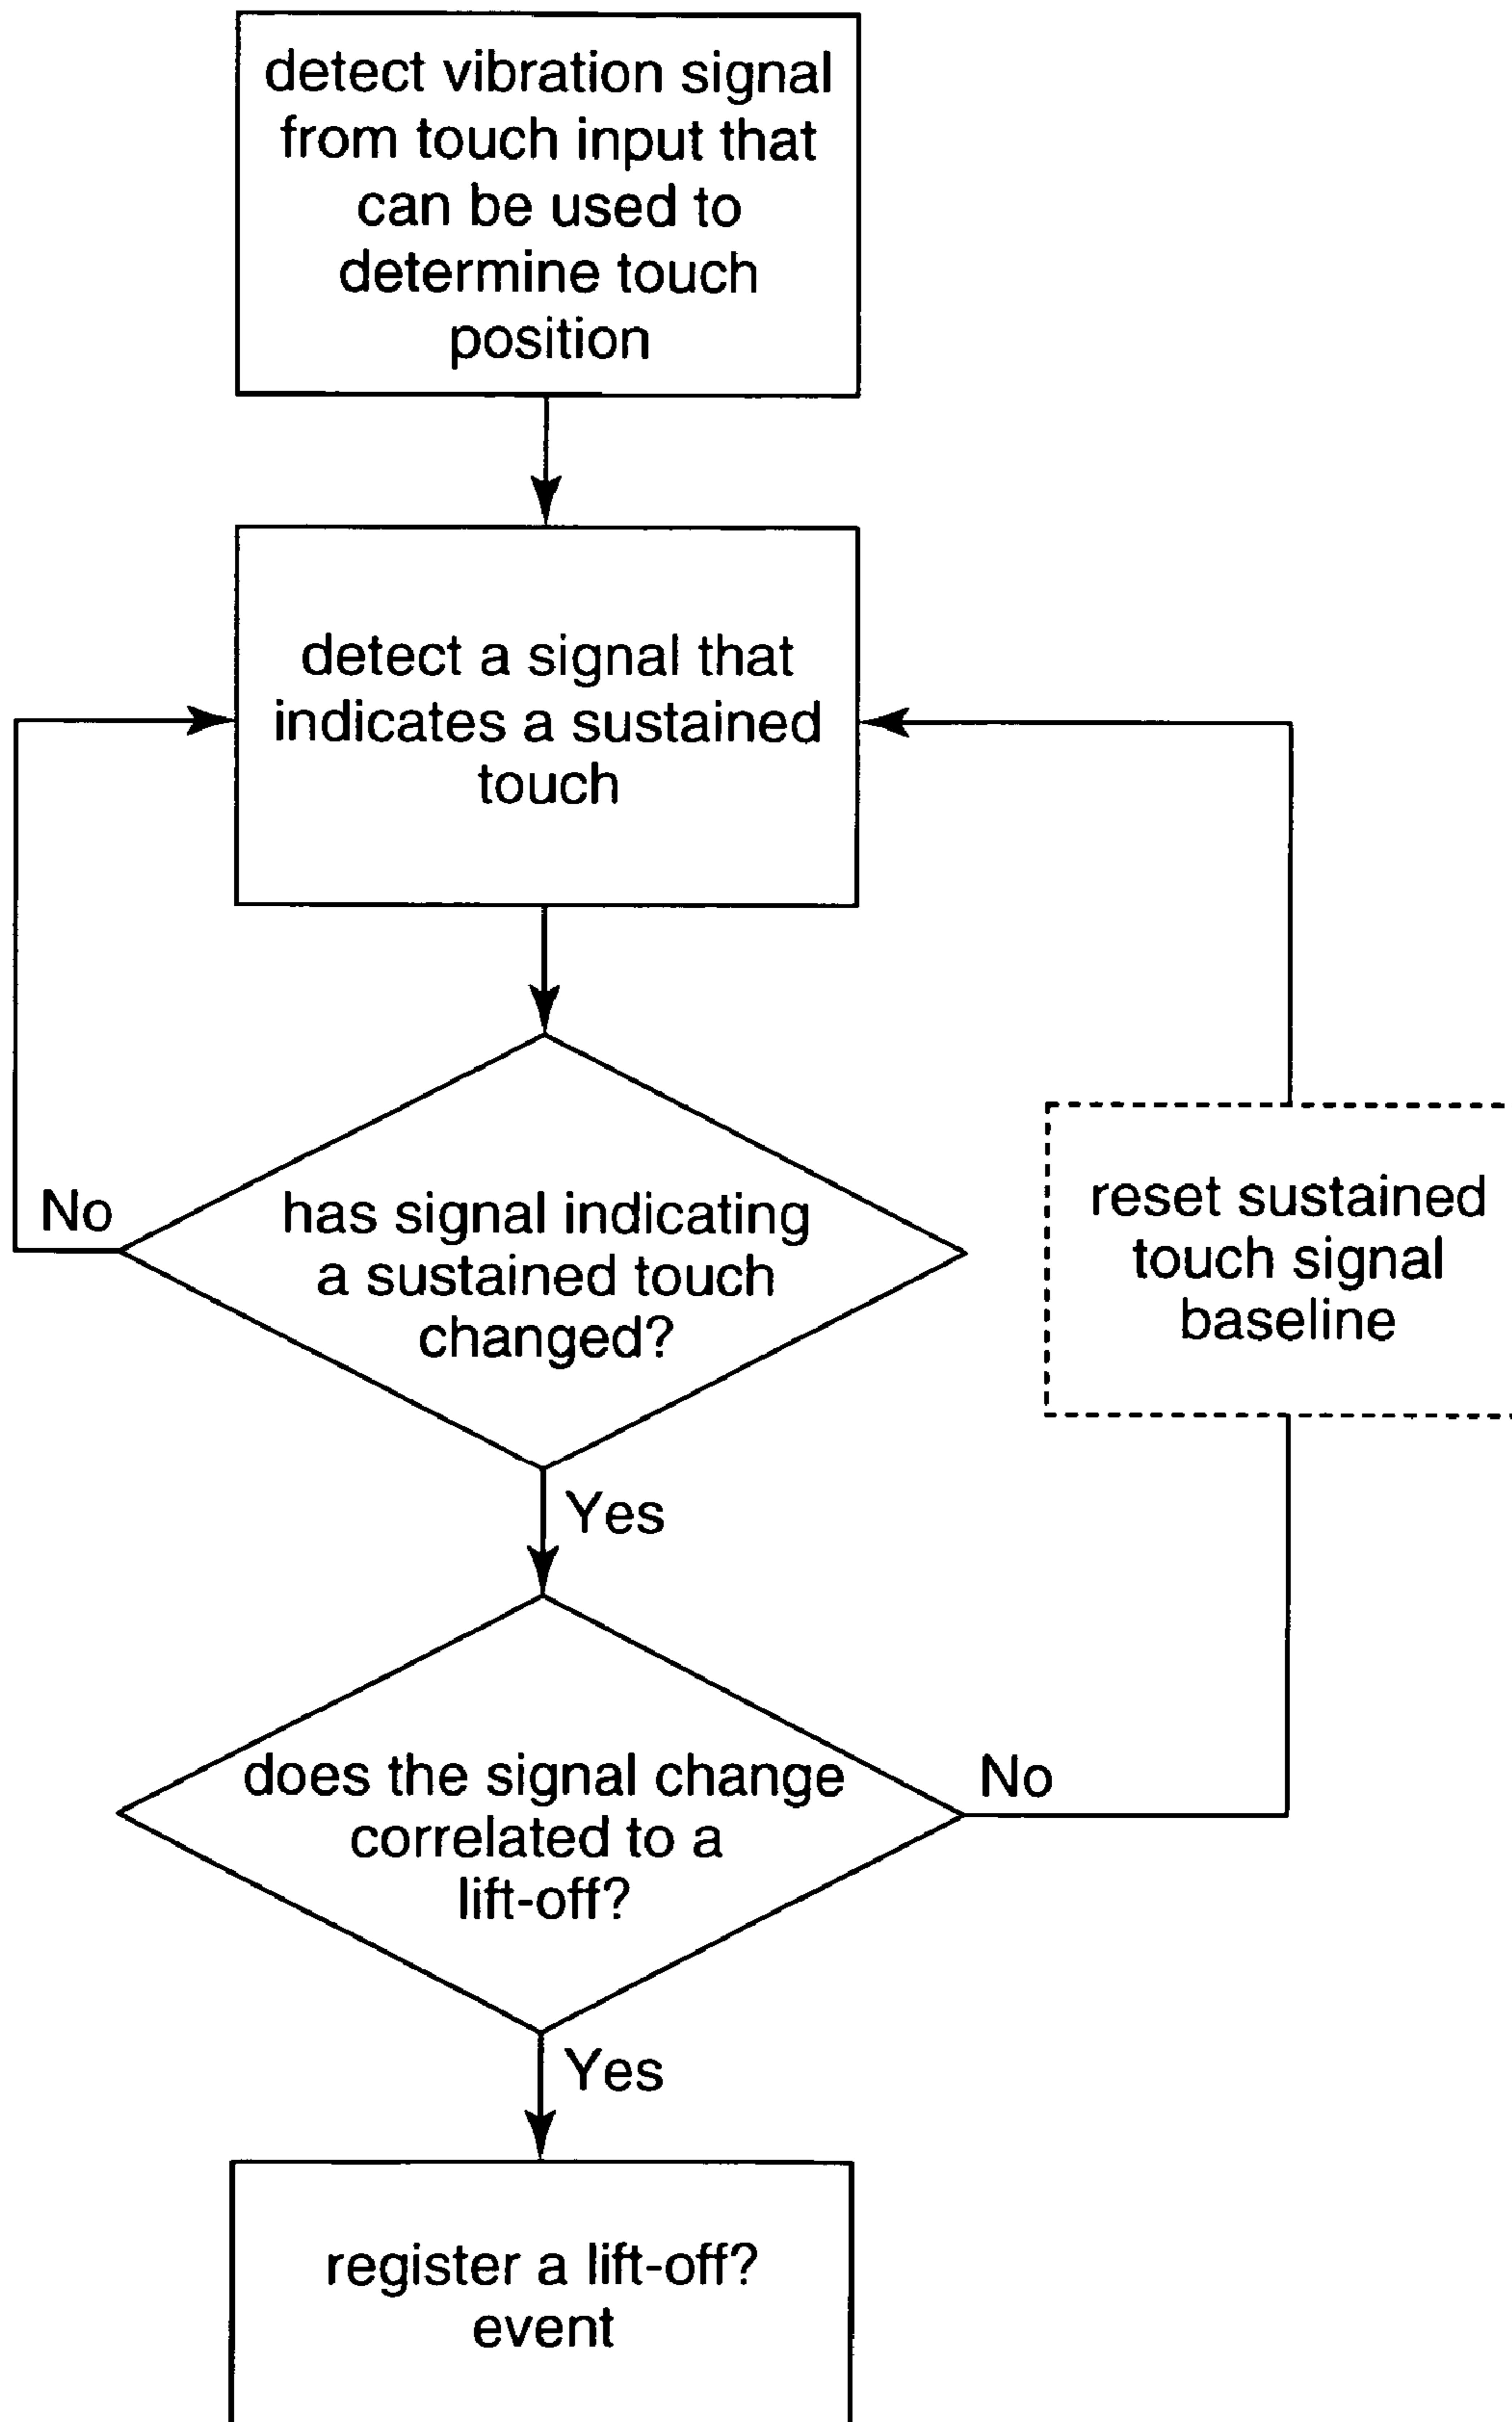 detect vibration signal
from touch input that
can be used to
determine touch
position
detect a signal that
indicates a sustained
touch
No
has signal indicating
a sustained touch
changed?
reset sustained
touch signal
baseline
Yes
does the signal change
correlated to a
lift-off?
No
Yes
register a lift-off?
event